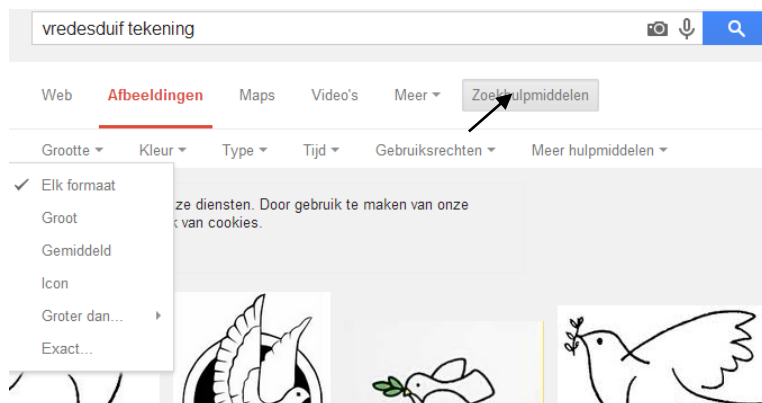 vredesduif tekening
Web Afbeeldingen Maps Video's Meer Zoekhulpmiddelen
Grootte Kleur Type Tijd Gebruiksrechten Meer hulpmiddelen
Elk formaat
Groot
Gemiddeld
Icon
Groter dan...
Exact...
ze diensten. Door gebruik te maken van onze
van cookies.